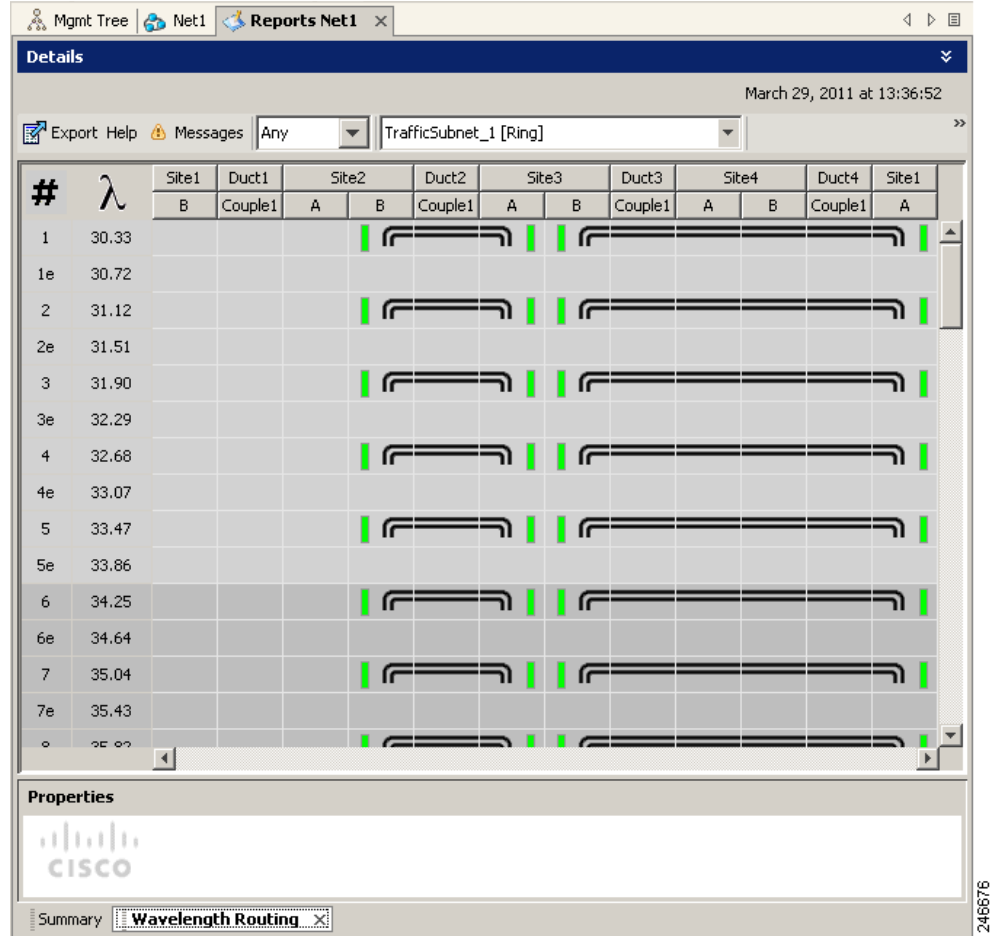 Mgmt Tree Net1 Reports Net1
Details
March 29, 2011 at 13:36:52
Export Help Messages Any TrafficSubnet_1 [Ring] »
# λ Site1 Duct1 Site2 Duct2 Site3 Duct3 Site4 Duct4 Site1
B Couple1 A B Couple1 A B Couple1 A B Couple1 A
1 30.33
1e 30.72
2 31.12
2e 31.51
3 31.90
3e 32.29
4 32.68
4e 33.07
5 33.47
5e 33.86
6 34.25
6e 34.64
7 35.04
7e 35.43
8 35.82
Properties
CISCO
Summary Wavelength Routing
246676